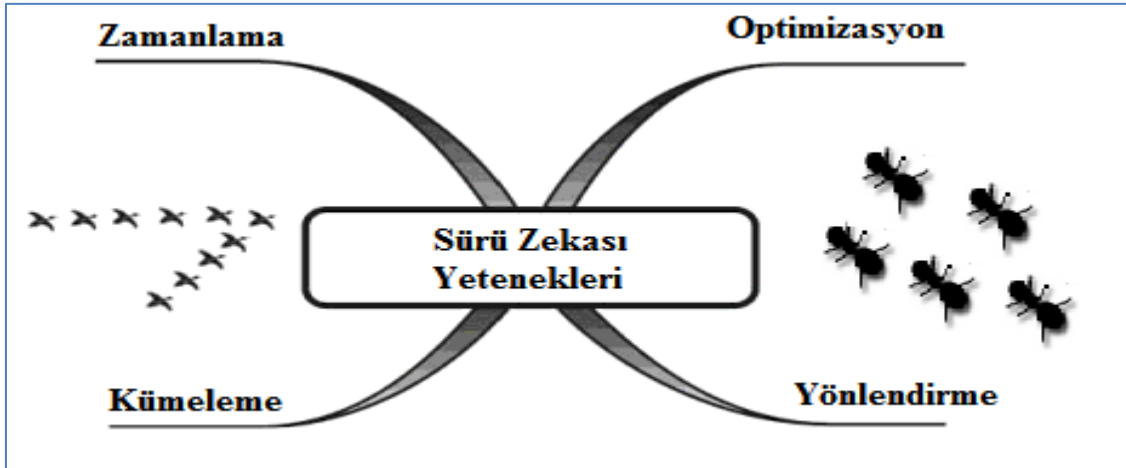 Zamanlama
Optimizasyon
Sürü Zekası
Yetenekleri
Kümeleme
Yönlendirme